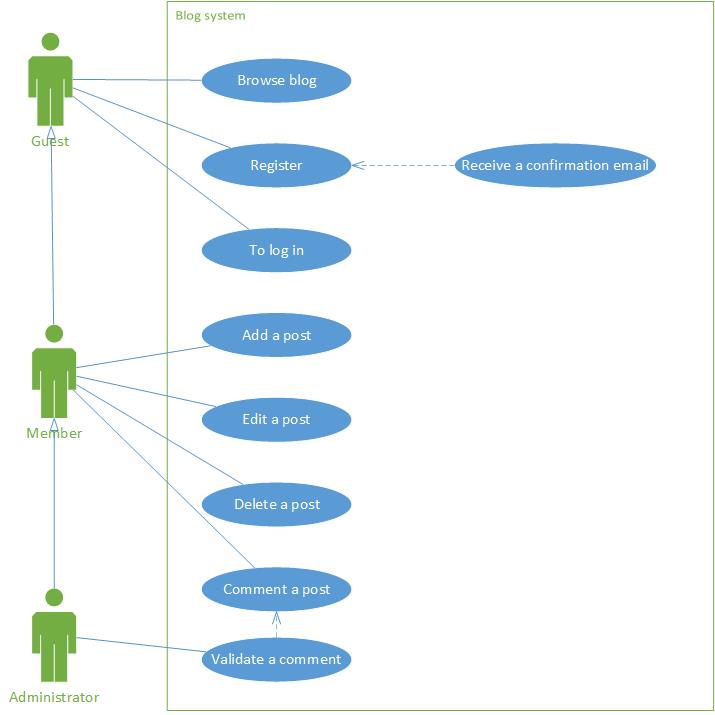 Blog system
Browse blog
Guest
Register
Receive a confirmation email
To log in
Add a post
Edit a post
Member
Delete a post
Comment a post
Validate a comment
Administrator